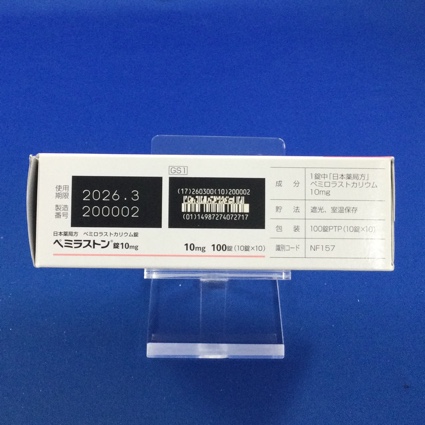 使用
期限
2026.3
製造
番号
200002
GS1
(17)260300(10)200002
(01)14987274072717
日本薬局方 ペミロラストカリウム錠
ペミラストン®錠10mg
10mg 100錠(10錠×10)
成分
1錠中「日本薬局方」
ペミロラストカリウム
10mg
貯法
遮光，室温保存
包装
100錠PTP(10錠×10)
識別コード
NF157